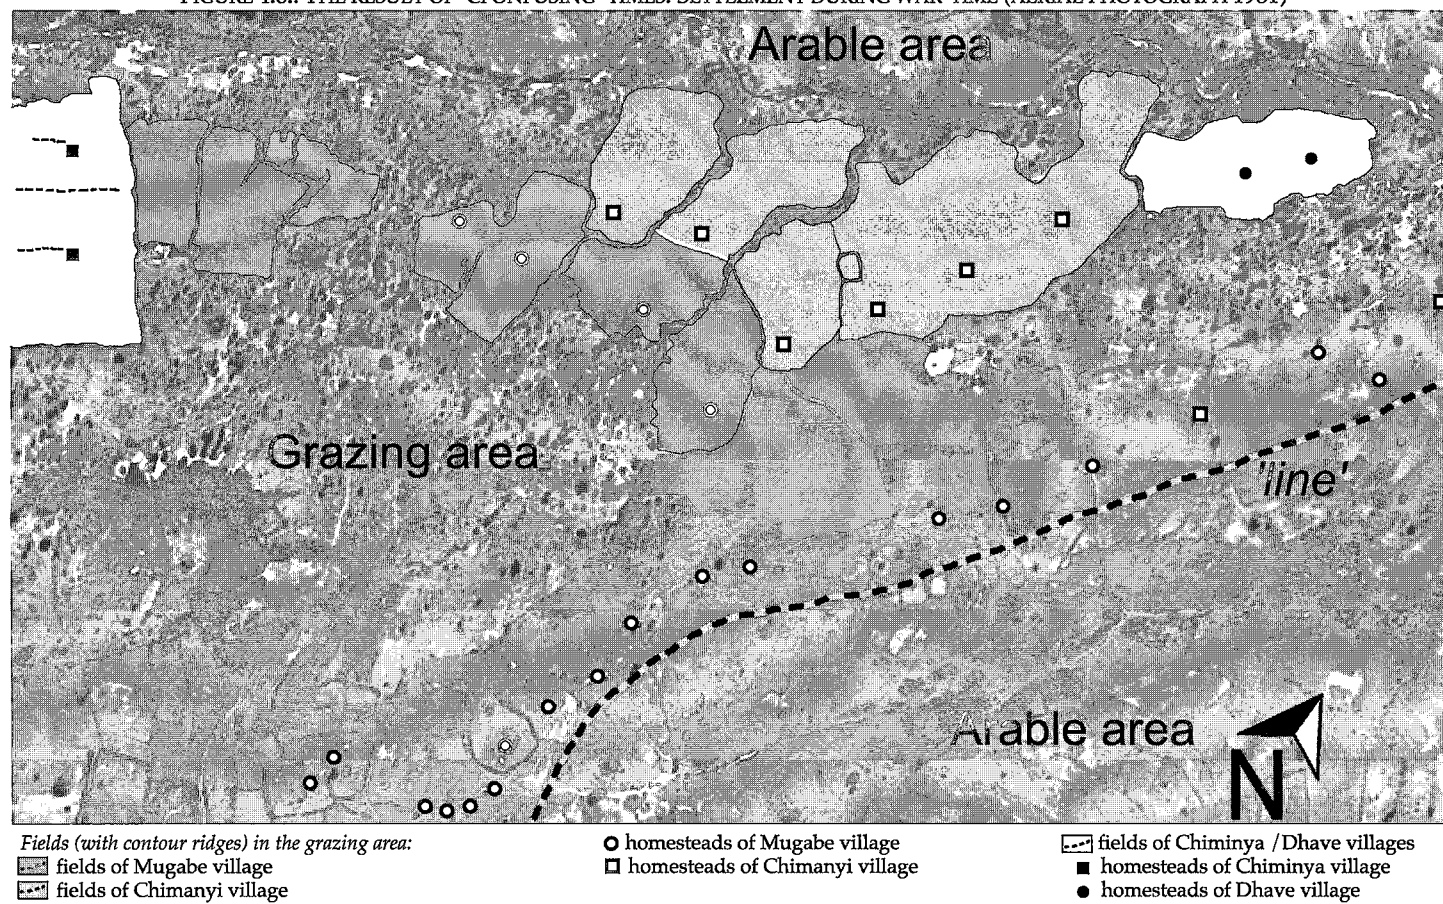 Arable area
Grazing area
'line'
Arable area
N
Fields (with contour ridges) in the grazing area:
fields of Mugabe village
fields of Chimanyi village
homesteads of Mugabe village
homesteads of Chimanyi village
fields of Chiminya / Dhave villages
homesteads of Chiminya village
homesteads of Dhave village